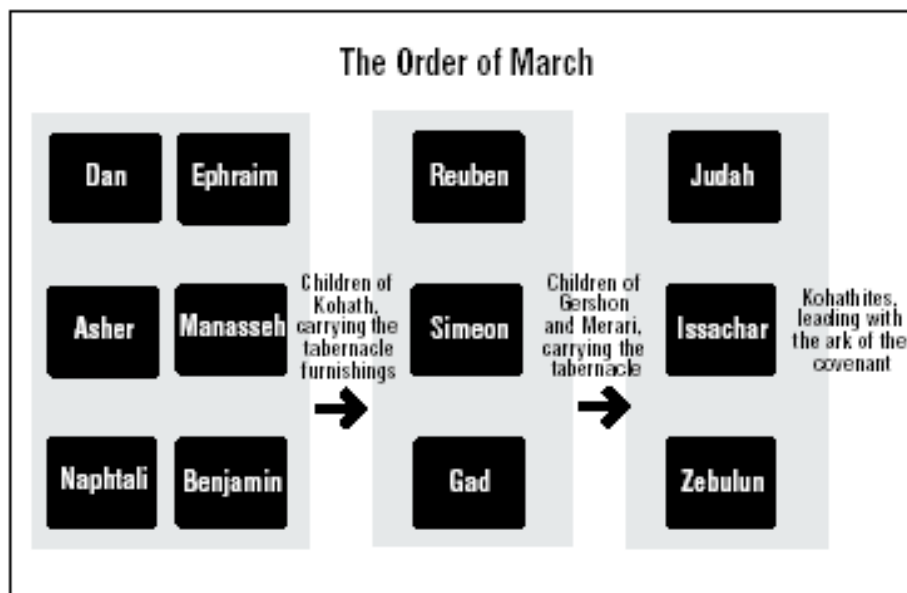 The Order of March
Dan
Ephraim
Reuben
Judah
Asher
Manasseh
Children of
Kohath,
carrying the
tabernacle
furnishings
Simeon
Children of
Gershon
and Merari,
carrying the
tabernacle
Issachar
Kohathites,
leading with
the ark of the
covenant
Naphtali
Benjamin
Gad
Zebulun